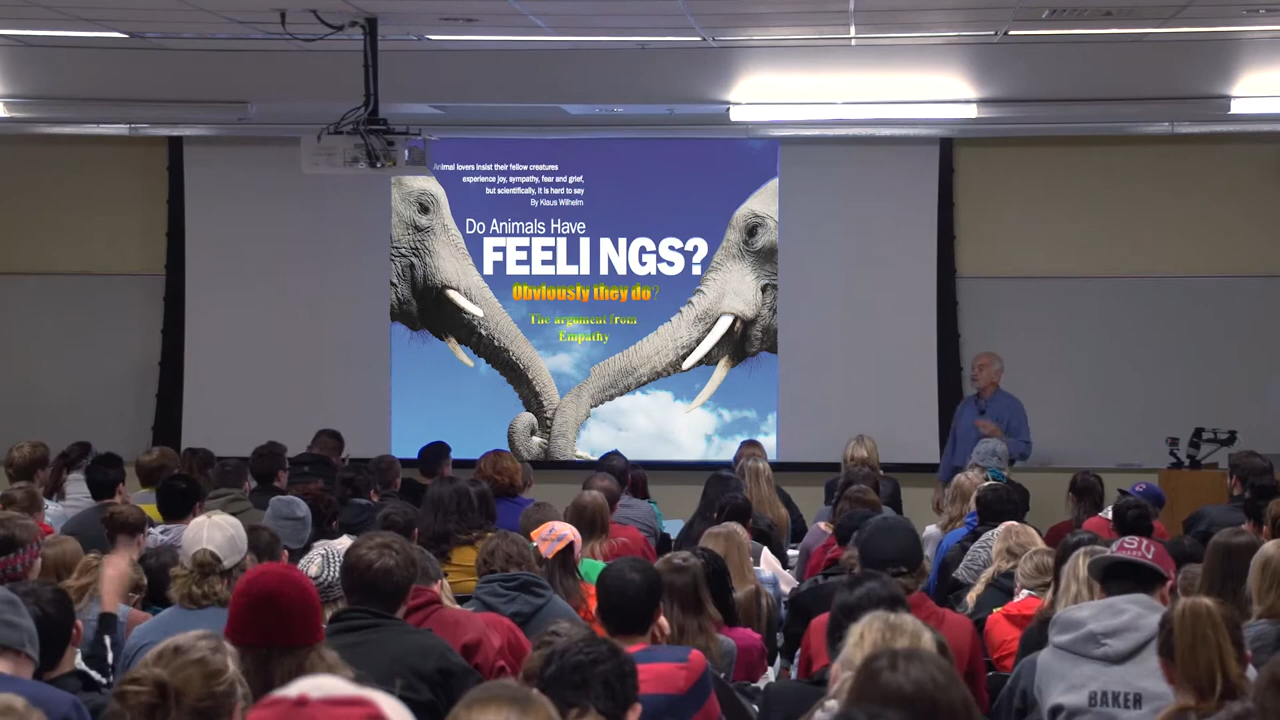 Animal lovers insist their fellow creatures
experience joy, sympathy, fear and grief,
but scientifically, it is hard to say
By Klaus Wilhelm
Do Animals Have
FEELI NGS?
Obviously they do?
The argument from
Empathy
BAKER